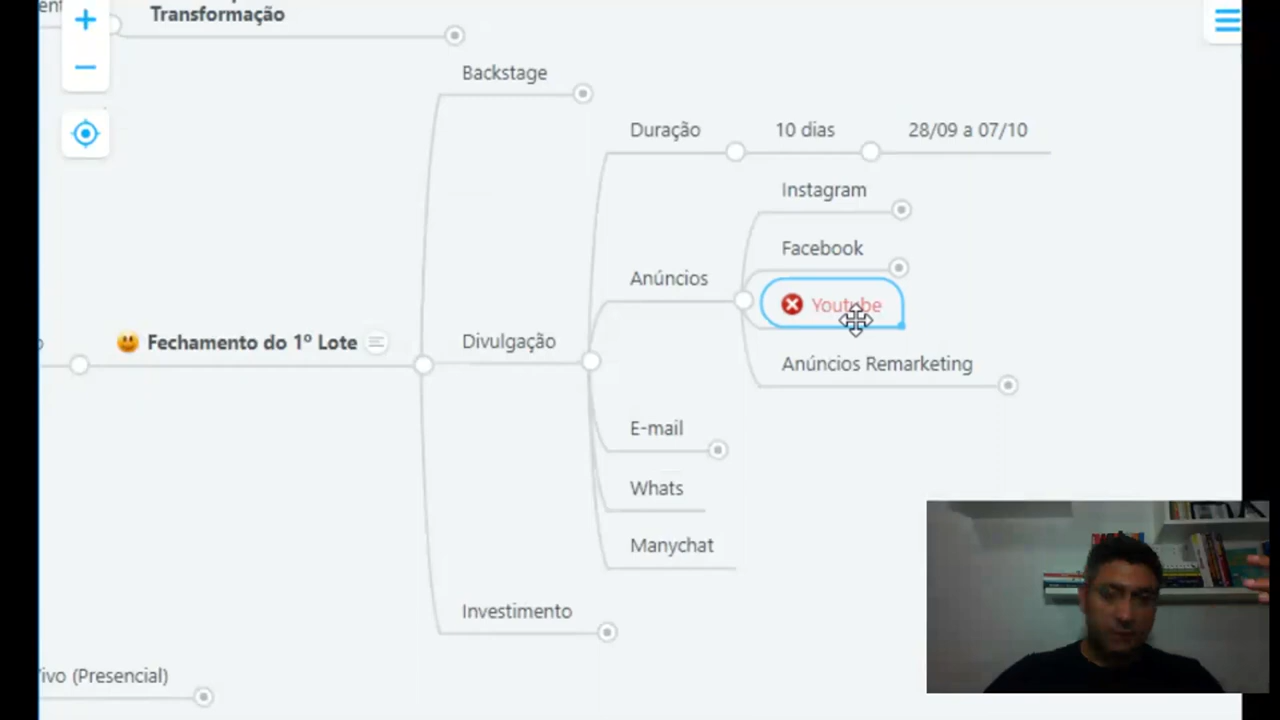 Transformação
Backstage
Duração
10 dias
28/09 a 07/10
Instagram
Facebook
Anúncios
Youtube
Fechamento do 1º Lote
Divulgação
Anúncios Remarketing
E-mail
Whats
Manychat
Investimento
ivo (Presencial)